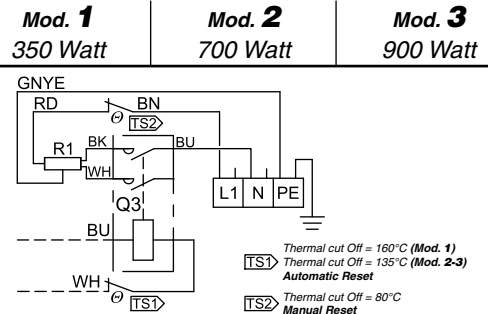 Mod. 1 Mod. 2 Mod. 3
350 Watt 700 Watt 900 Watt
GNYE
RD BN
Θ TS2
R1 BK BU
WH
L1 N PE
Q3
BU
WH
Θ TS1
TS1 Thermal cut Off = 160°C (Mod. 1)
Thermal cut Off = 135°C (Mod. 2-3)
Automatic Reset
TS2 Thermal cut Off = 80°C
Manual Reset